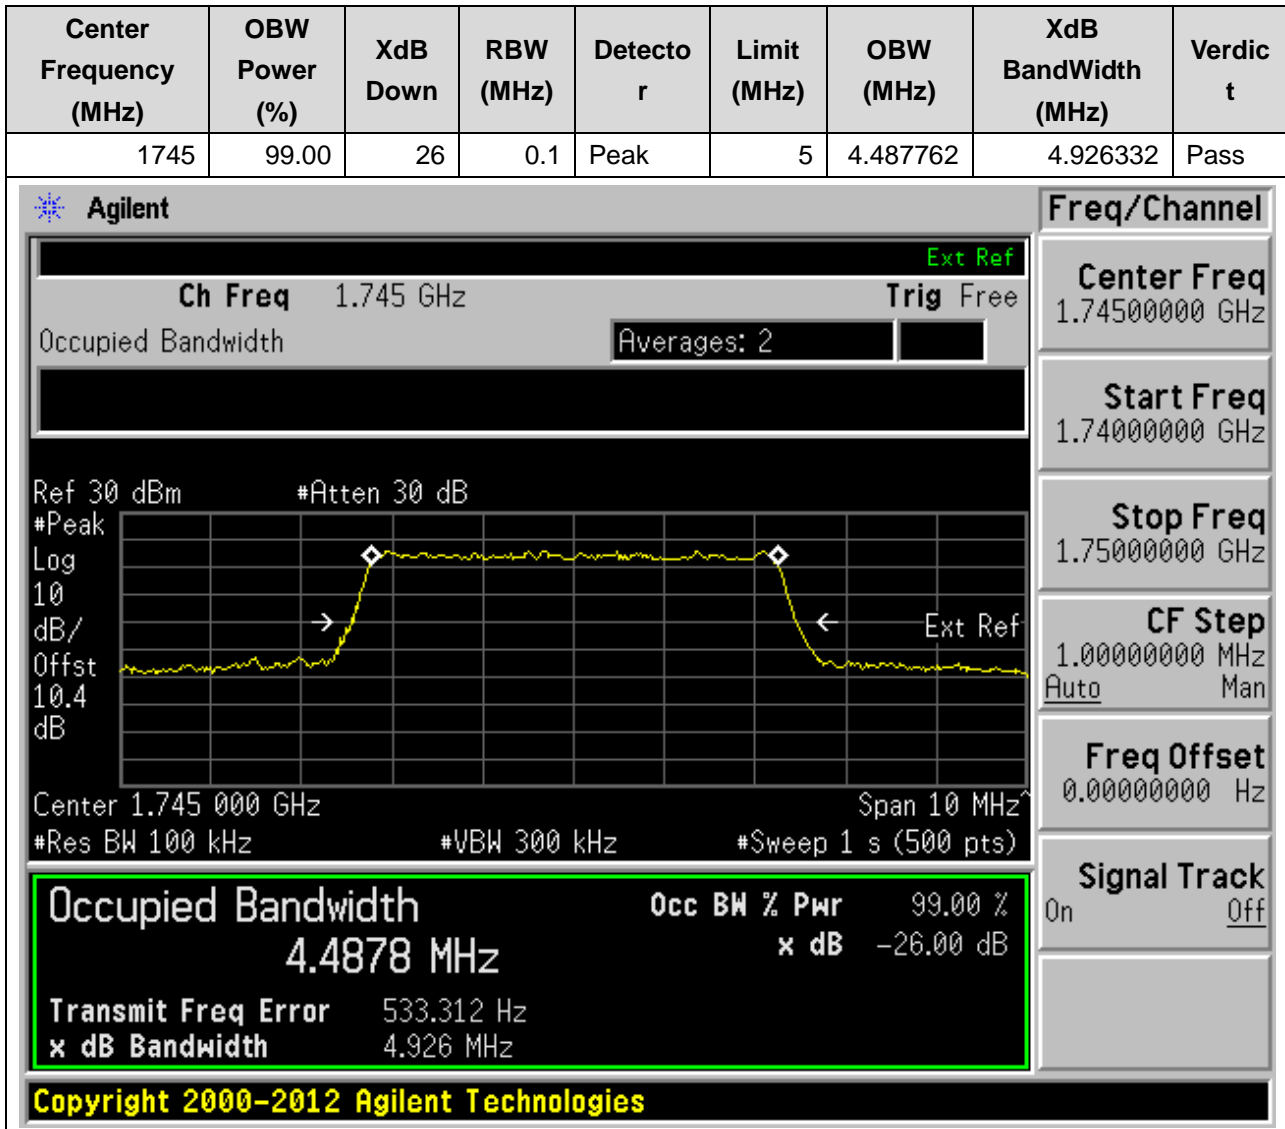 Center Frequency (MHz) OBW Power (%) XdB Down RBW (MHz) Detecto r Limit (MHz) OBW (MHz) XdB BandWidth (MHz) Verdic t
1745 99.00 26 0.1 Peak 5 4.487762 4.926332 Pass
Agilent
Freq/Channel
Ext Ref
Ch Freq 1.745 GHz Trig Free
Occupied Bandwidth Averages: 2
Ref 30 dBm #Atten 30 dB
#Peak
Log
10
dB/
Offst
10.4
dB
Ext Ref
Center 1.745 000 GHz Span 10 MHz^
#Res BW 100 kHz #VBW 300 kHz #Sweep 1 s (500 pts)
Occupied Bandwidth
4.4878 MHz
Occ BW % Pwr 99.00 %
x dB -26.00 dB
Transmit Freq Error 533.312 Hz
x dB Bandwidth 4.926 MHz
Center Freq
1.74500000 GHz
Start Freq
1.74000000 GHz
Stop Freq
1.75000000 GHz
CF Step
1.00000000 MHz
Auto Man
Freq Offset
0.00000000 Hz
Signal Track
On Off
Copyright 2000-2012 Agilent Technologies